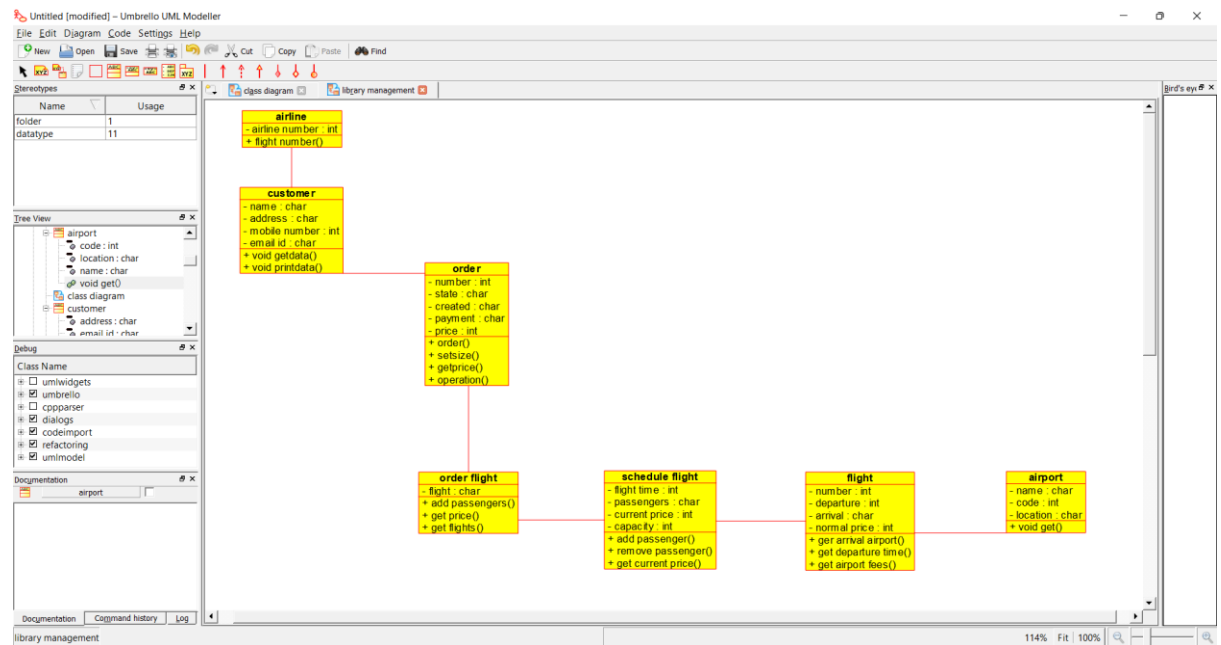 Untitled [modified] – Umbrello UML Modeller
File Edit Diagram Code Settings Help
New Open Save Cut Copy Paste Find
Stereotypes
class diagram library management
Bird's eye
Name Usage
folder 1
datatype 11
Tree View
airport
code : int
location : char
name : char
void get()
class diagram
customer
address : char
email id : char
Debug
Class Name
umlwidgets
umbrello
cppparser
dialogs
codeimport
refactoring
umlmodel
Documentation
airport
Documentation Command history Log
library management
114% Fit 100%
airline
- airline number : int
+ flight number()
customer
- name : char
- address : char
- mobile number : int
- email id : char
+ void getdata()
+ void printdata()
order
- number : int
- state : char
- created : char
- payment : char
- price : int
+ order()
+ setsize()
+ getprice()
+ operation()
order flight
- flight : char
+ add passengers()
+ get price()
+ get flights()
schedule flight
- flight time : int
- passengers : char
- current price : int
- capacity : int
+ add passenger()
+ remove passenger()
+ get current price()
flight
- number : int
- departure : int
- arrival : char
- normal price : int
+ ger arrival airport()
+ get departure time()
+ get airport fees()
airport
- name : char
- code : int
- location : char
+ void get()